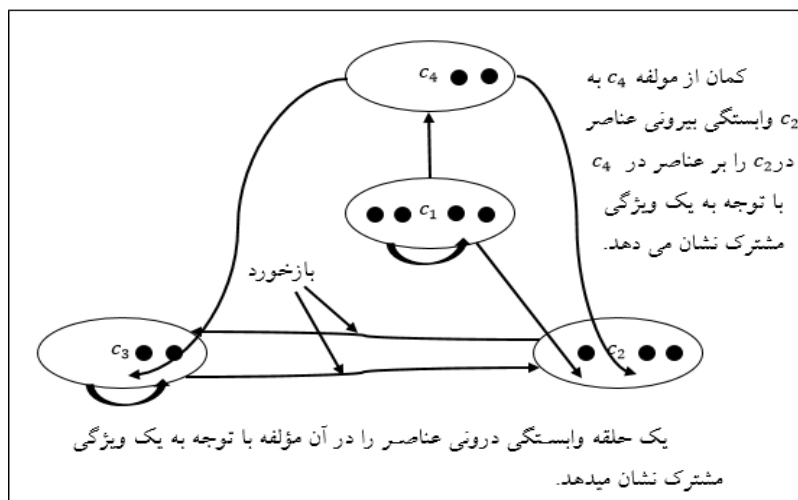 c₄
کمان از مولفه c₄ به
c₂ وابستگی بیرونی عناصر
در c₂ را بر عناصر در c₄
با توجه به یک ویژگی
مشترک نشان می دهد.
c₁
بازخورد
c₃
c₂
یک حلقه وابستگی درونی عناصر را در آن مؤلفه با توجه به یک ویژگی
مشترک نشان میدهد.